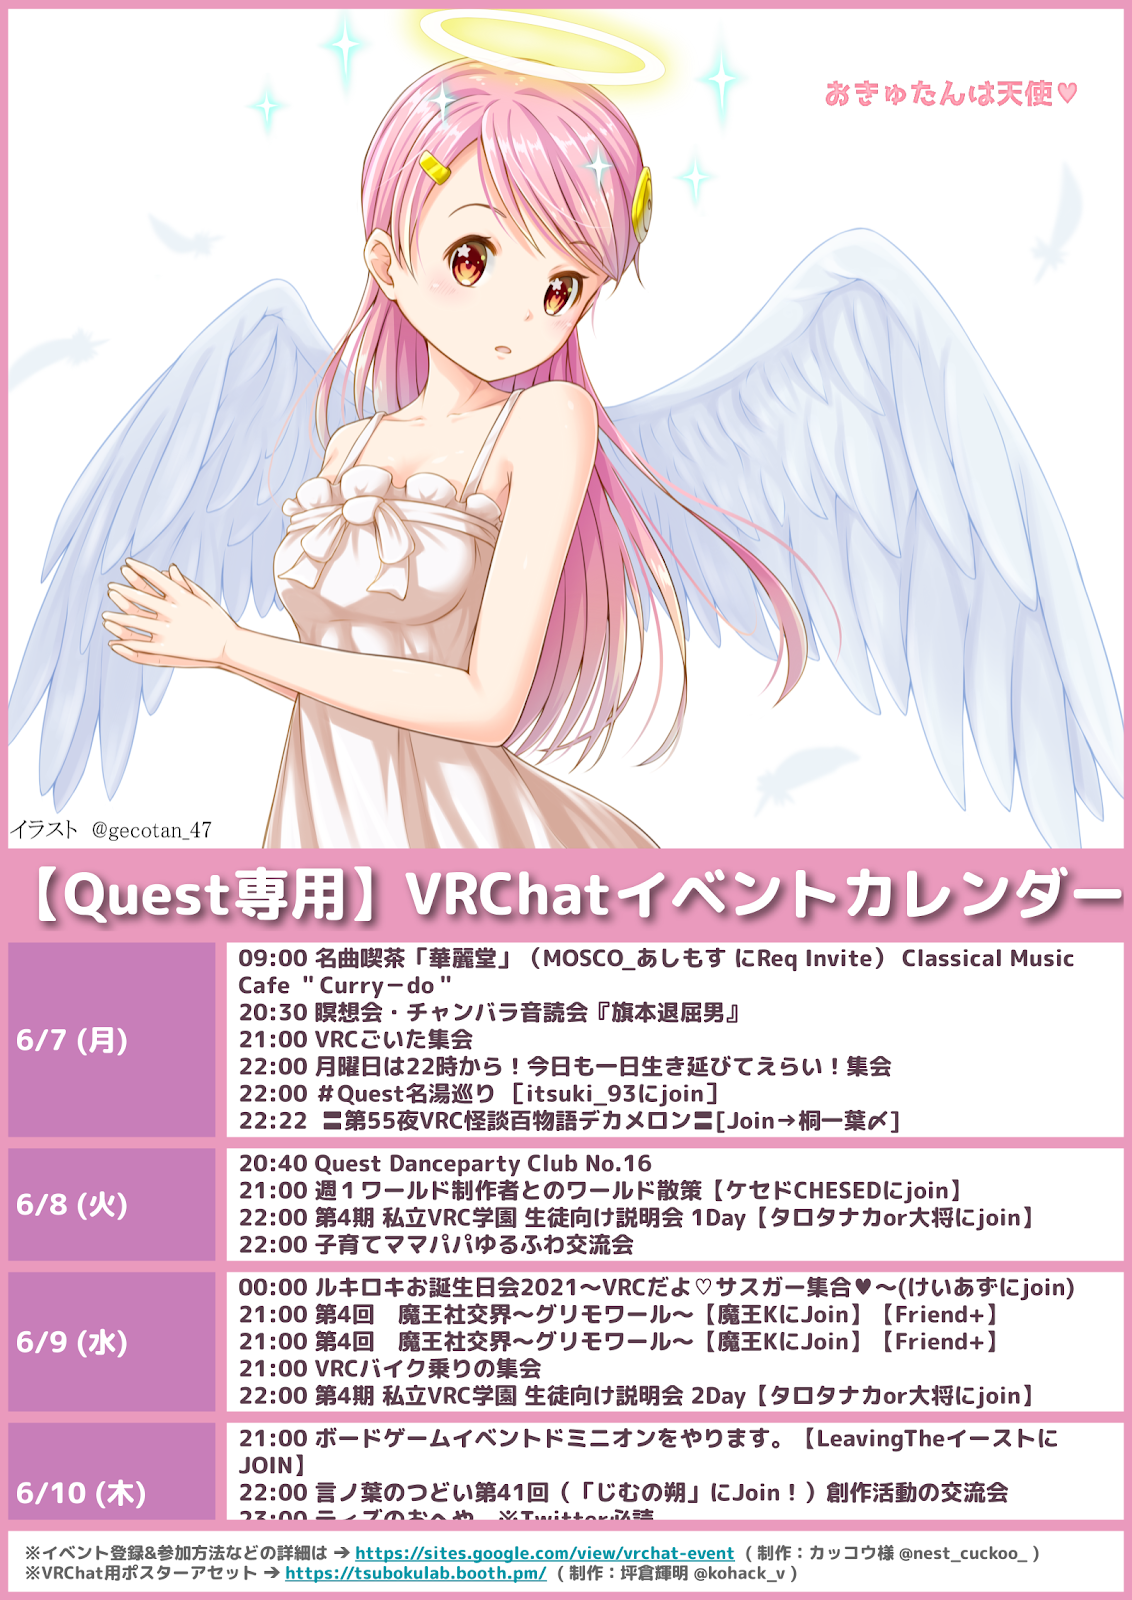 おきゅたんは天使♥
イラスト @gecotan_47
【Quest専用】VRChatイベントカレンダー
6/7 (月)
09:00 名曲喫茶「華麗堂」（MOSCO_あしもす にReq Invite） Classical Music
Cafe ＂Curry－do＂
20:30 瞑想会・チャンバラ音読会『旗本退屈男』
21:00 VRCごいた集会
22:00 月曜日は22時から！今日も一日生き延びてえらい！集会
22:00 ＃Quest名湯巡り ［itsuki_93にjoin］
22:22 〓第55夜VRC怪談百物語デカメロン〓[Join→桐一葉〆]
6/8 (火)
20:40 Quest Danceparty Club No.16
21:00 週１ワールド制作者とのワールド散策【ケセドCHESEDにjoin】
22:00 第4期 私立VRC学園 生徒向け説明会 1Day【タロタナカor大将にjoin】
22:00 子育てママパパゆるふわ交流会
6/9 (水)
00:00 ルキロキお誕生日会2021～VRCだよ♡サスガー集合♥～(けいあずにjoin)
21:00 第4回　魔王社交界～グリモワール～【魔王KにJoin】【Friend+】
21:00 第4回　魔王社交界～グリモワール～【魔王KにJoin】【Friend+】
21:00 VRCバイク乗りの集会
22:00 第4期 私立VRC学園 生徒向け説明会 2Day【タロタナカor大将にjoin】
6/10 (木)
21:00 ボードゲームイベントドミニオンをやります。【LeavingTheイーストに
JOIN】
22:00 言ノ葉のつどい第41回（「じむの朔」にJoin！）創作活動の交流会
23:00 ティズのおへや ※Twitter必読
※イベント登録&参加方法などの詳細は → https://sites.google.com/view/vrchat-event ( 制作：カッコウ様 @nest_cuckoo_ )
※VRChat用ポスターアセット → https://tsubokulab.booth.pm/ ( 制作：坪倉輝明 @kohack_v )